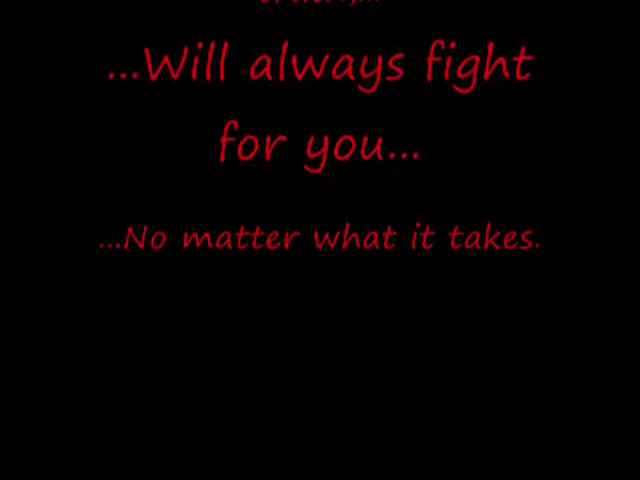 ...Will always fight
for you...
...No matter what it takes.